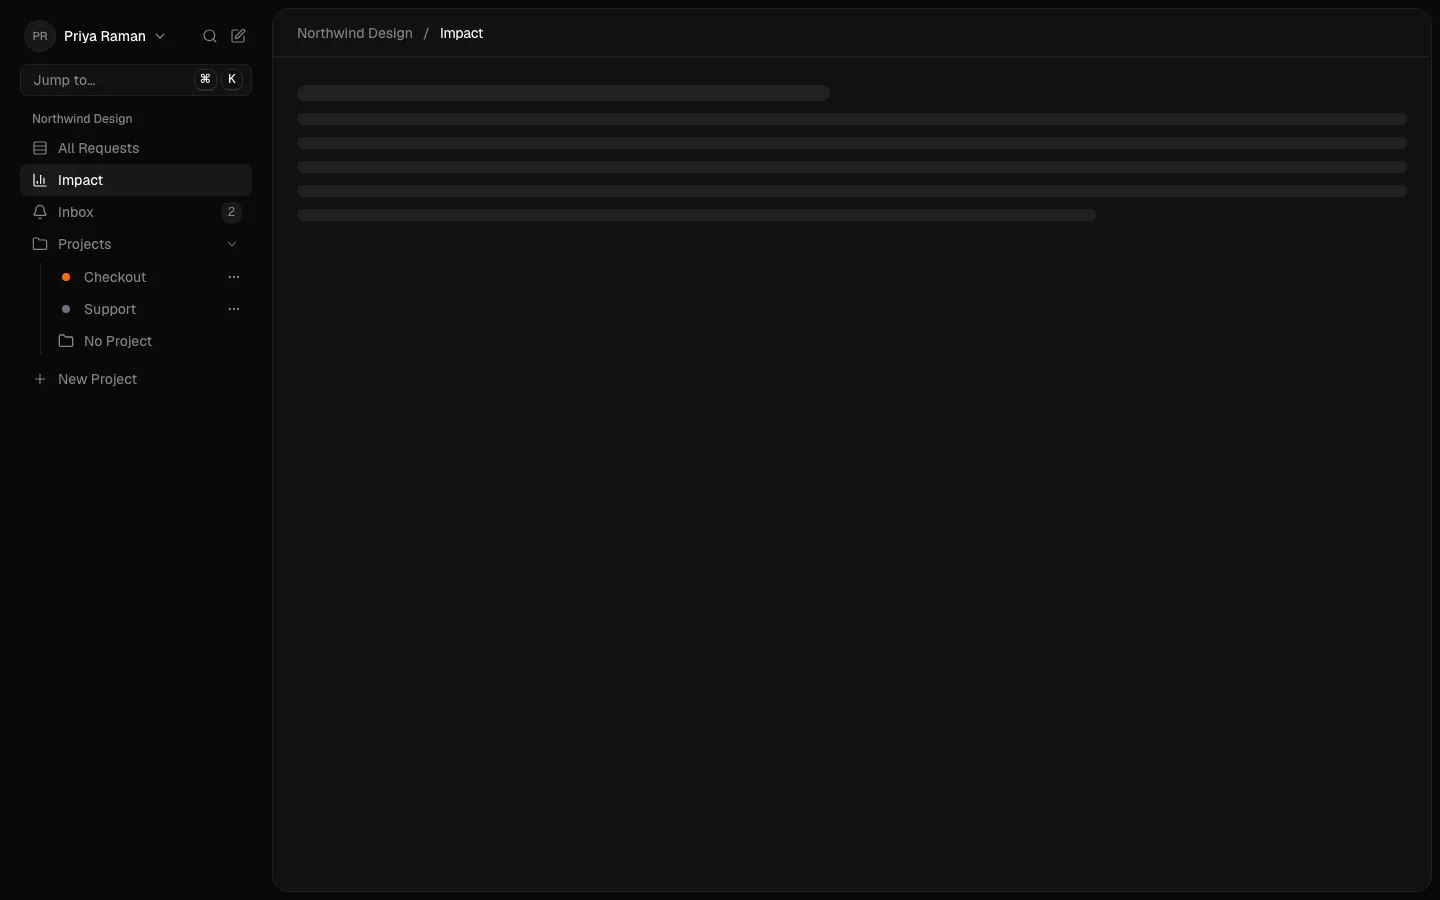 PR Priya Raman
Jump to... ⌘ K
Northwind Design
All Requests
Impact
Inbox 2
Projects
Checkout
Support
No Project
New Project
Northwind Design / Impact